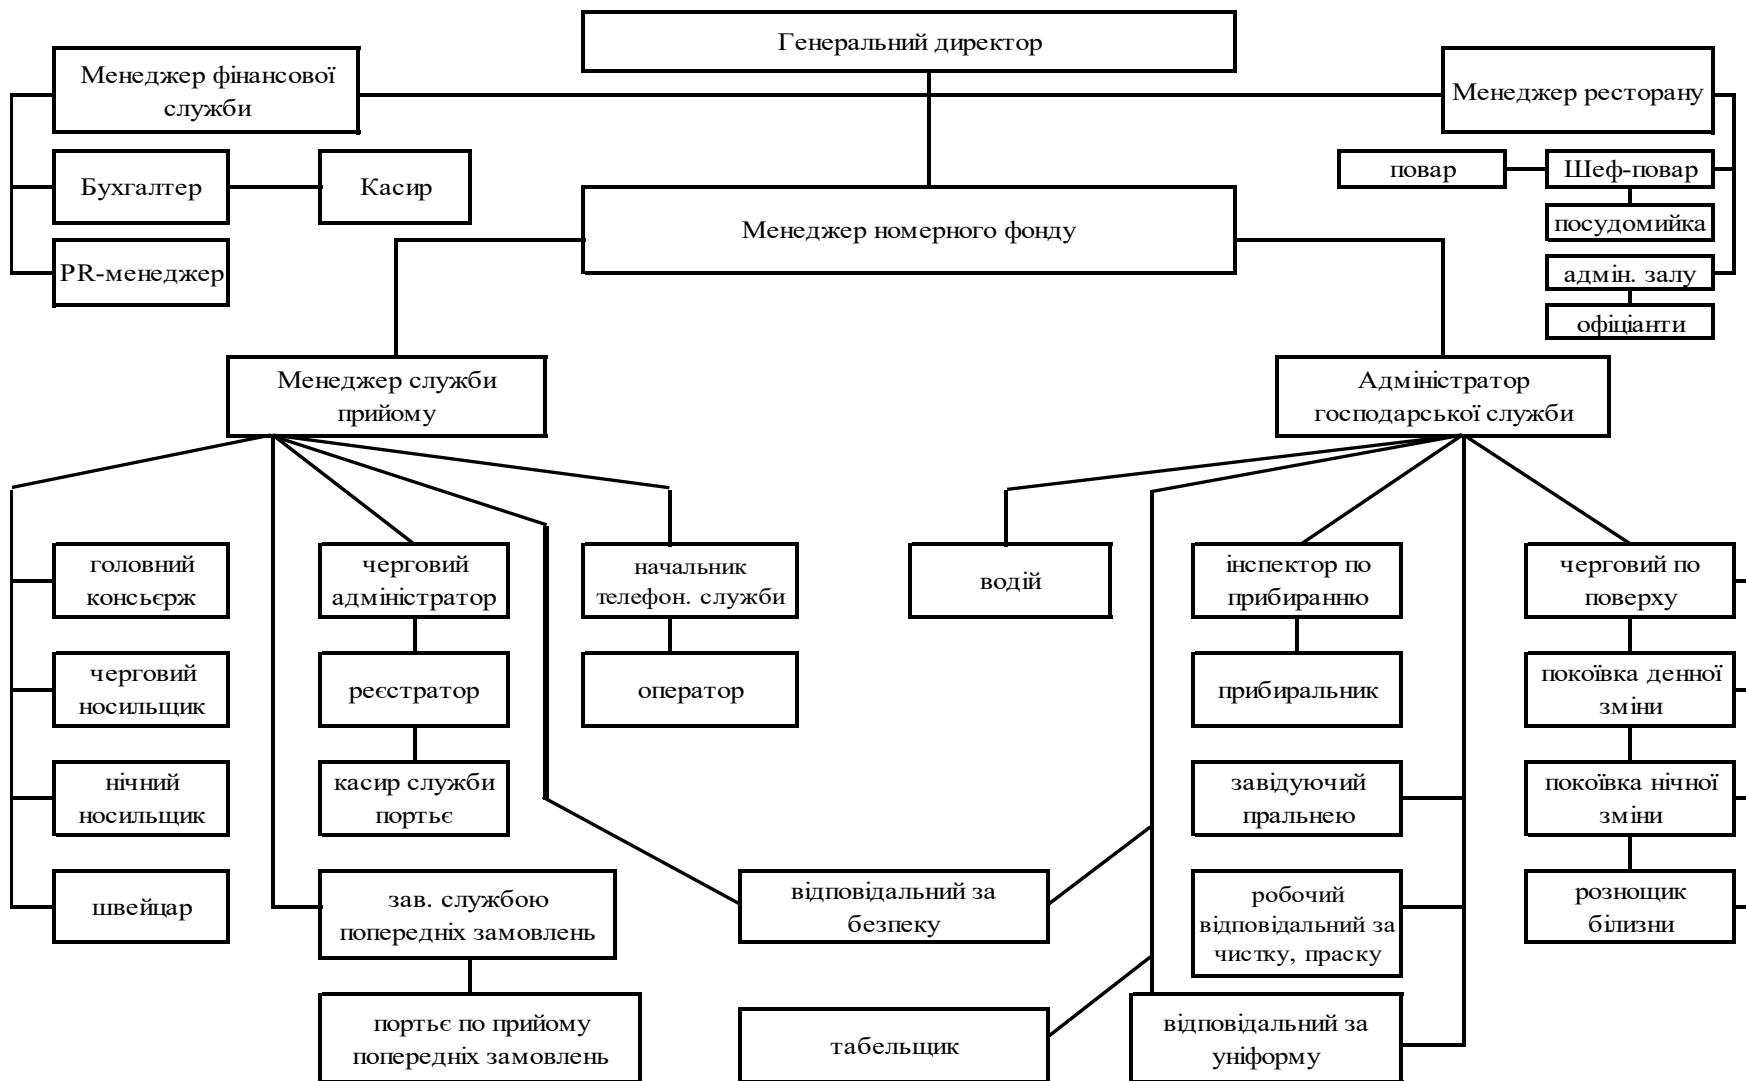 Генеральний директор
Менеджер фінансової
служби
Менеджер ресторану
Бухгалтер
Касир
повар
Шеф-повар
Менеджер номерного фонду
посудомийка
PR-менеджер
адмін. залу
офіціанти
Менеджер служби
прийому
Адміністратор
господарської служби
головний
консьєрж
черговий
адміністратор
начальник
телефон. служби
водій
інспектор по
прибиранню
черговий по
поверху
черговий
носильщик
реєстратор
оператор
прибиральник
покоївка денної
зміни
нічний
носильщик
касир служби
портьє
завідуючий
пральнею
покоївка нічної
зміни
швейцар
зав. службою
попередніх замовлень
відповідальний за
безпеку
робочий
відповідальний за
чистку, праску
рознощик
білизни
портьє по прийому
попередніх замовлень
табельщик
відповідальний за
уніформу